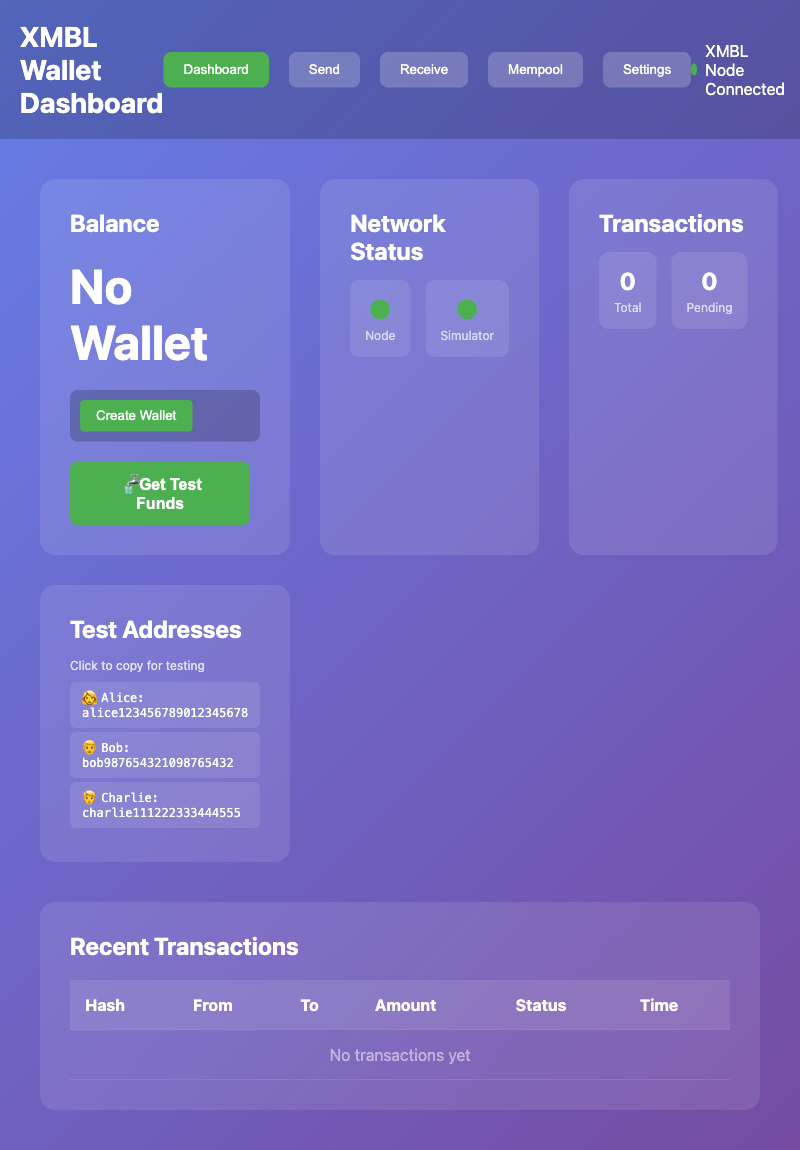 XMBL
Wallet
Dashboard
Dashboard
Send
Receive
Mempool
Settings
XMBL
Node
Connected
Balance
No
Wallet
Create Wallet
🚰Get Test
Funds
Network
Status
Node
Simulator
Transactions
0
Total
0
Pending
Test Addresses
Click to copy for testing
👩 Alice:
alice123456789012345678
👨 Bob:
bob987654321098765432
👨 Charlie:
charlie111222333444555
Recent Transactions
Hash From To Amount Status Time
No transactions yet